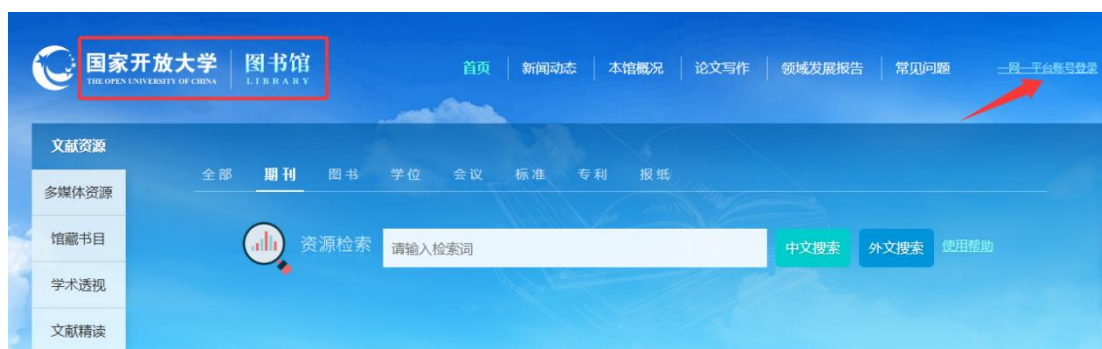 国家开放大学 图书馆
THE OPEN UNIVERSITY OF CHINA LIBRARY
首页 新闻动态 本馆概况 论文写作 领域发展报告 常见问题 一网一平台账号登录
文献资源
全部 期刊 图书 学位 会议 标准 专利 报纸
多媒体资源
馆藏书目
资源检索 请输入检索词 中文搜索 外文搜索 使用帮助
学术透视
文献精读